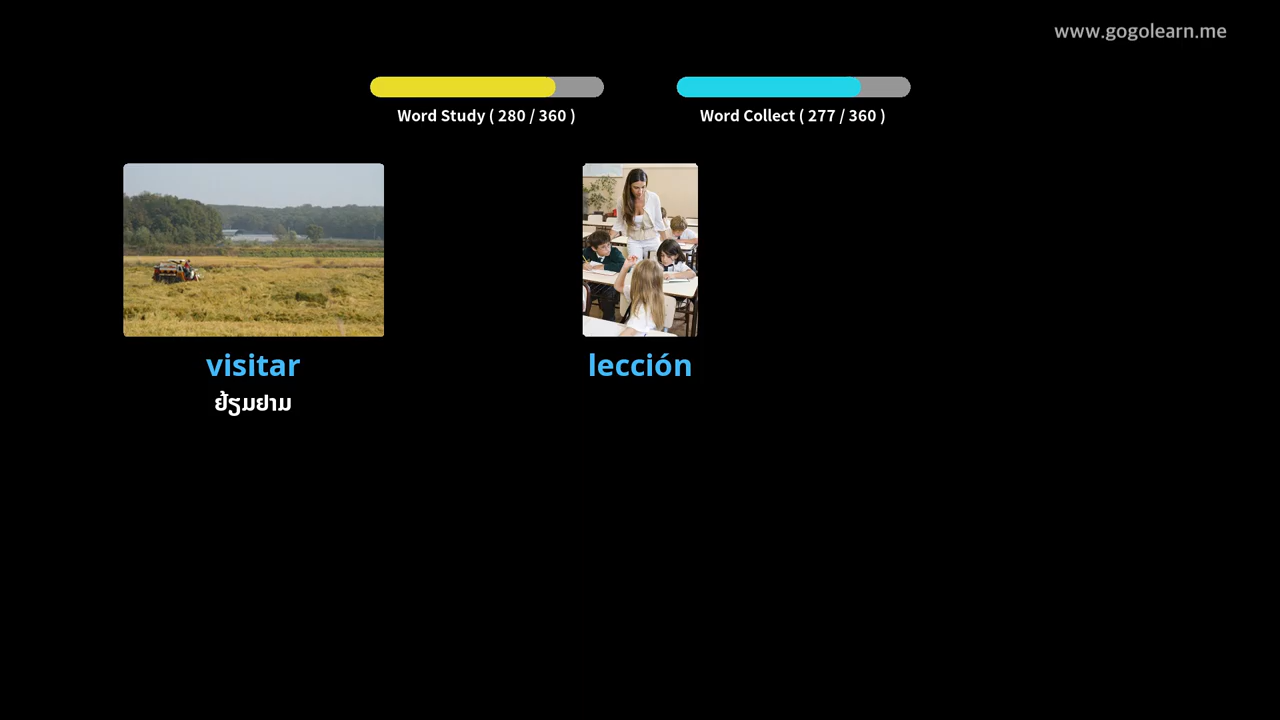 www.gogolearn.me
Word Study ( 280 / 360 )
Word Collect ( 277 / 360 )
visitar
ຢ້ຽມຢາມ
lección